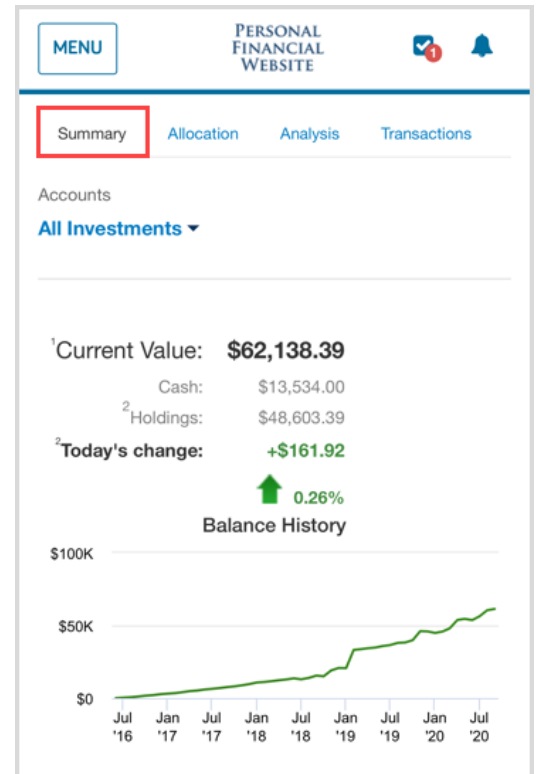 MENU
PERSONAL
FINANCIAL
WEBSITE
1
Summary Allocation Analysis Transactions
Accounts
All Investments
1Current Value: $62,138.39
Cash: $13,534.00
2Holdings: $48,603.39
2Today's change: +$161.92
0.26%
Balance History
$100K
$50K
$0
Jul Jan Jul Jan Jul Jan Jul Jan Jul
'16 '17 '17 '18 '18 '19 '19 '20 '20